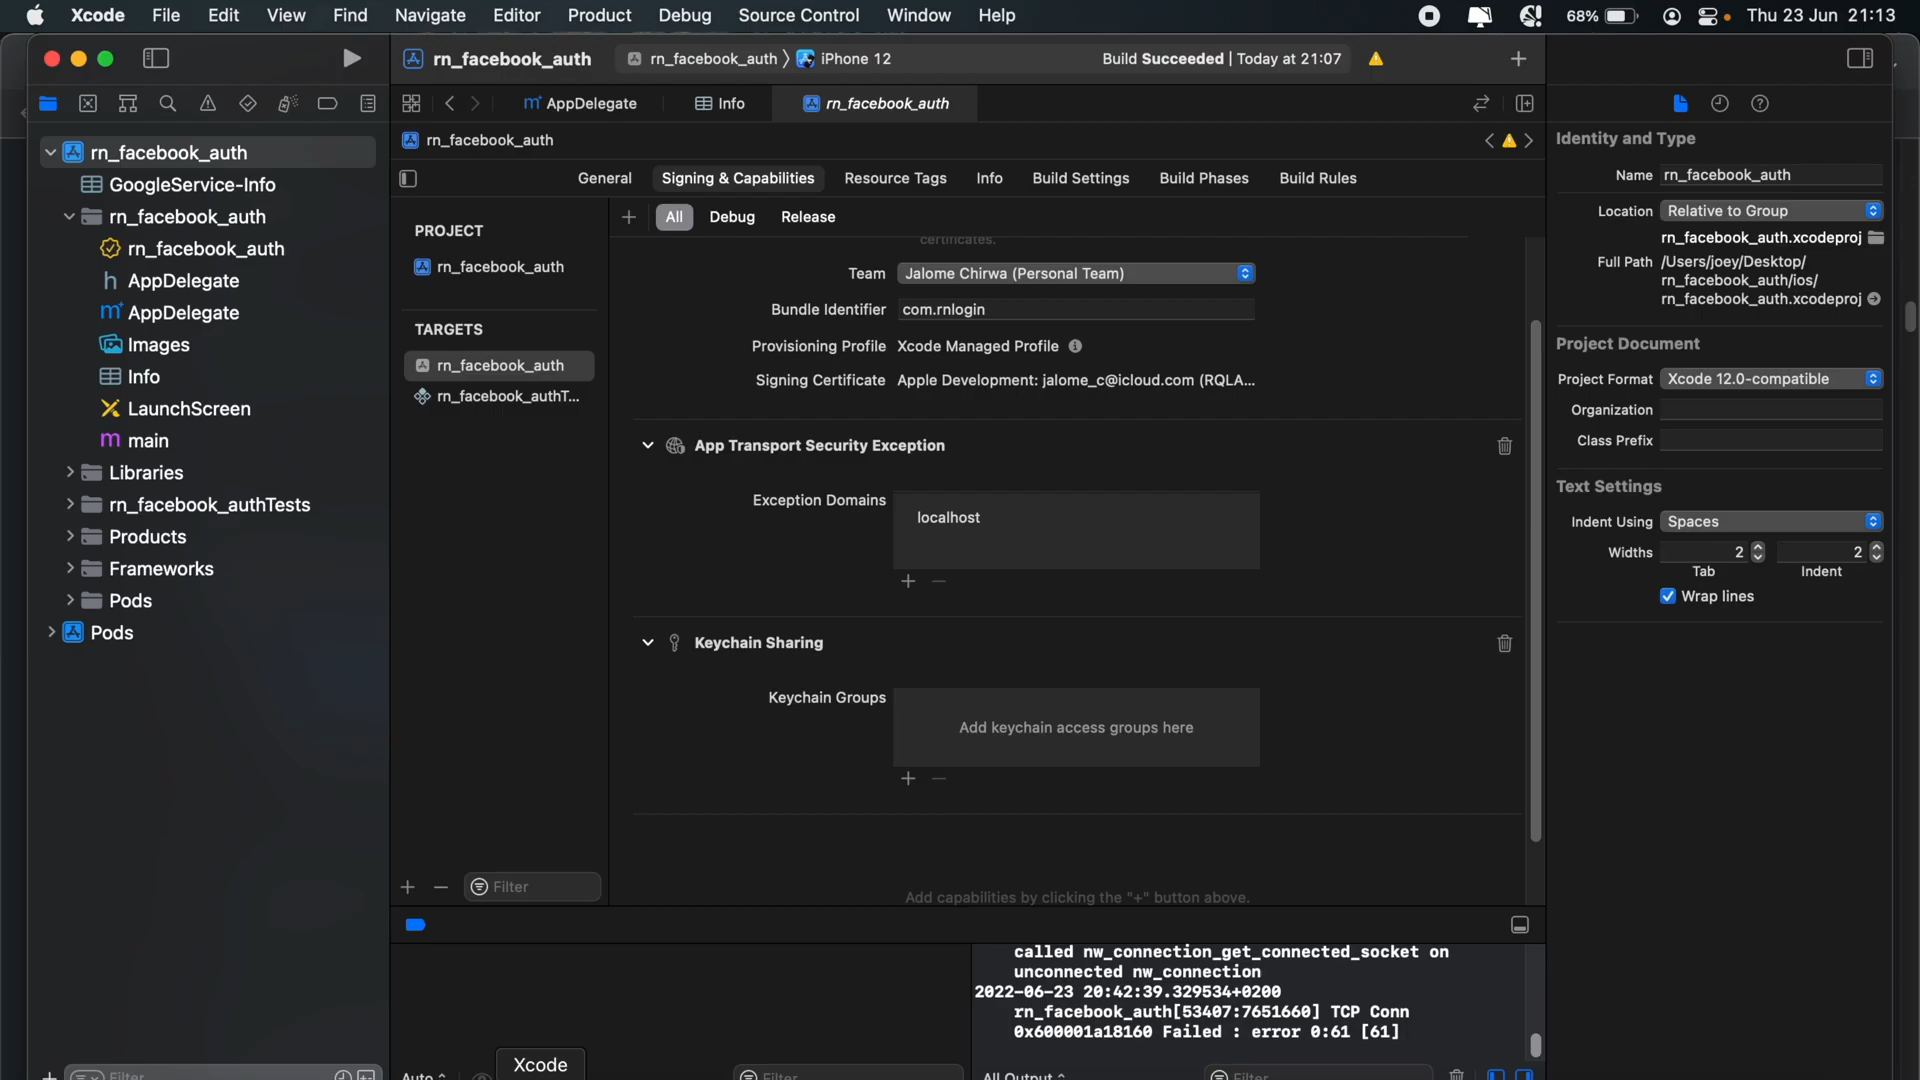 Xcode File Edit View Find Navigate Editor Product Debug Source Control Window Help 68% Thu 23 Jun 21:13
rn_facebook_auth rn_facebook_auth iPhone 12 Build Succeeded | Today at 21:07
AppDelegate Info rn_facebook_auth
rn_facebook_auth
General Signing & Capabilities Resource Tags Info Build Settings Build Phases Build Rules
All Debug Release
rn_facebook_auth
GoogleService-Info
rn_facebook_auth
rn_facebook_auth
h AppDelegate
m AppDelegate
Images
Info
LaunchScreen
m main
Libraries
rn_facebook_authTests
Products
Frameworks
Pods
Pods
Filter
PROJECT
rn_facebook_auth
TARGETS
rn_facebook_auth
rn_facebook_authT...
Filter
certificates.
Team Jalome Chirwa (Personal Team)
Bundle Identifier com.rnlogin
Provisioning Profile Xcode Managed Profile
Signing Certificate Apple Development: jalome_c@icloud.com (RQLA...
App Transport Security Exception
Exception Domains
localhost
Keychain Sharing
Keychain Groups
Add keychain access groups here
Add capabilities by clicking the "+" button above.
called nw_connection_get_connected_socket on
unconnected nw_connection
2022-06-23 20:42:39.329534+0200
rn_facebook_auth[53407:7651660] TCP Conn
0x600001a18160 Failed : error 0:61 [61]
Auto Xcode Filter All Output Filter
Identity and Type
Name rn_facebook_auth
Location Relative to Group
rn_facebook_auth.xcodeproj
Full Path /Users/joey/Desktop/
rn_facebook_auth/ios/
rn_facebook_auth.xcodeproj
Project Document
Project Format Xcode 12.0-compatible
Organization
Class Prefix
Text Settings
Indent Using Spaces
Widths 2 2
Tab Indent
Wrap lines